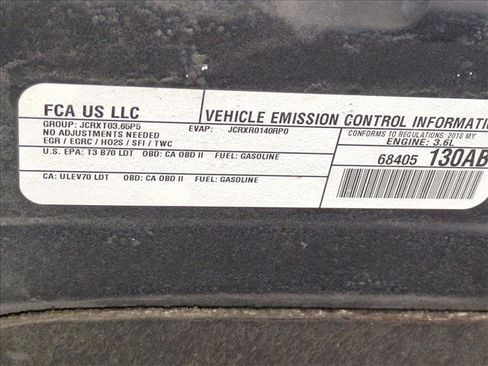 FCA US LLC
VEHICLE EMISSION CONTROL INFORMATI
GROUP: JCRXT03.65P5 EVAP: JCRXR0140RP0
NO ADJUSTMENTS NEEDED
EGR / EGRC / HO2S / SFI / TWC
CONFORMS TO REGULATIONS: 2018 MY
ENGINE: 3.6L
U.S. EPA: T3 B70 LDT OBD: CA OBD II FUEL: GASOLINE
68405 130AB
CA: ULEV70 LDT OBD: CA OBD II FUEL: GASOLINE